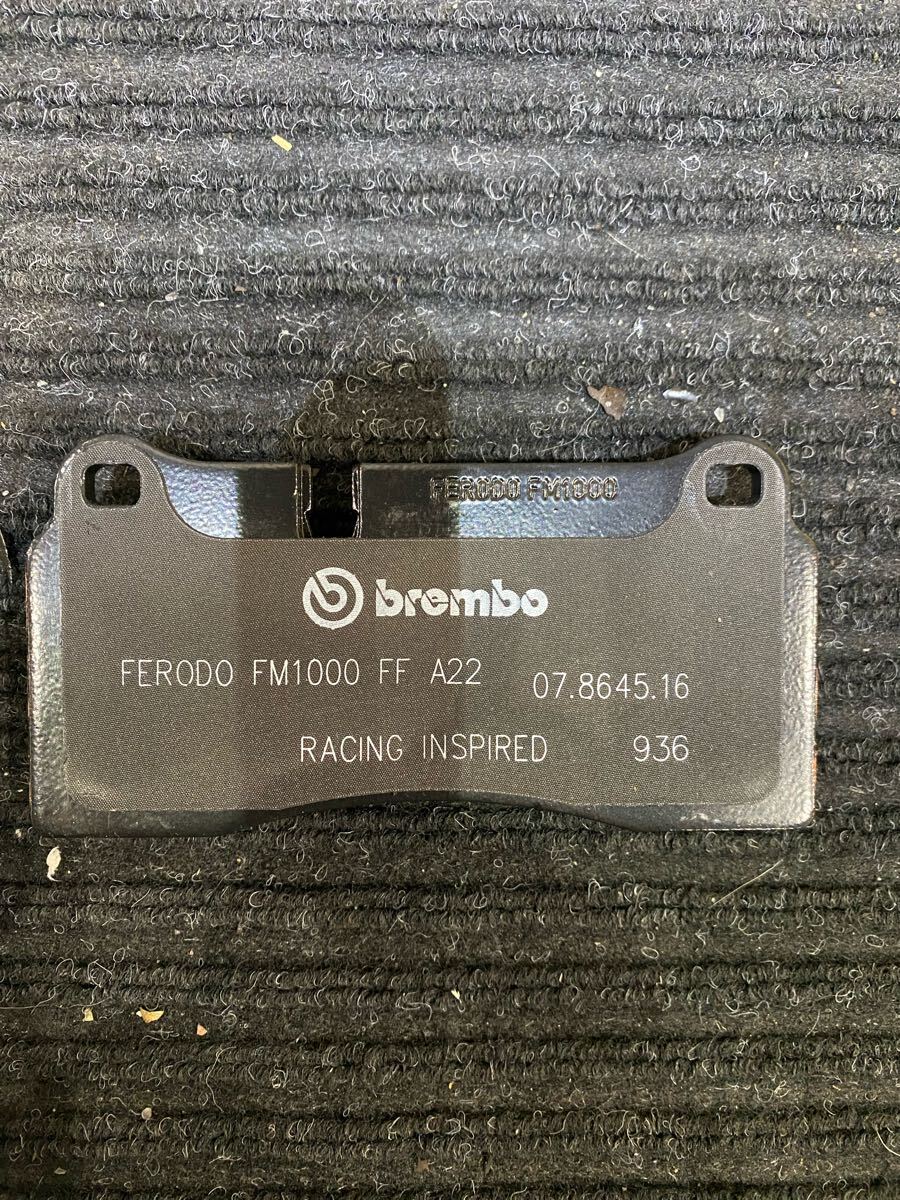 FERODO FM1000
brembo
FERODO FM1000 FF A22 07.8645.16
RACING INSPIRED 936